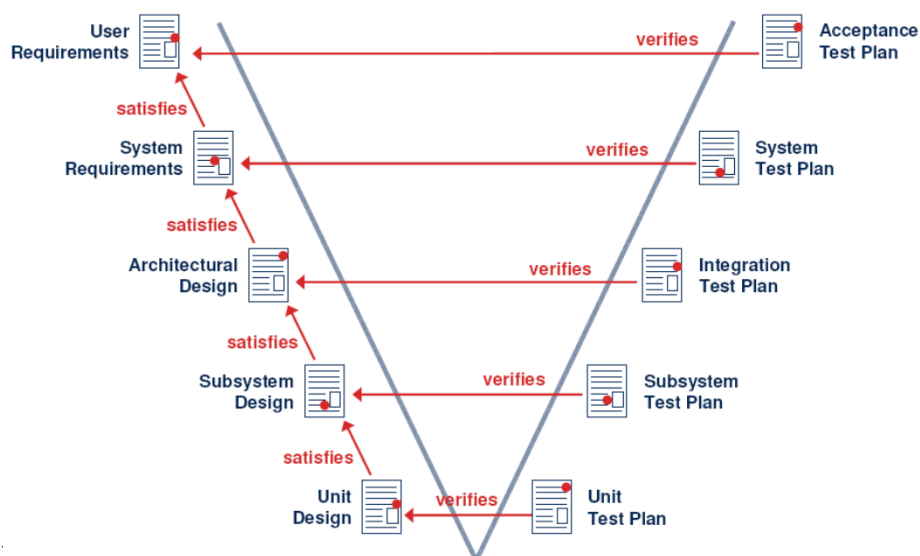 User
Requirements
verifies
Acceptance
Test Plan
satisfies
System
Requirements
verifies
System
Test Plan
satisfies
Architectural
Design
verifies
Integration
Test Plan
satisfies
Subsystem
Design
verifies
Subsystem
Test Plan
satisfies
Unit
Design
verifies
Unit
Test Plan